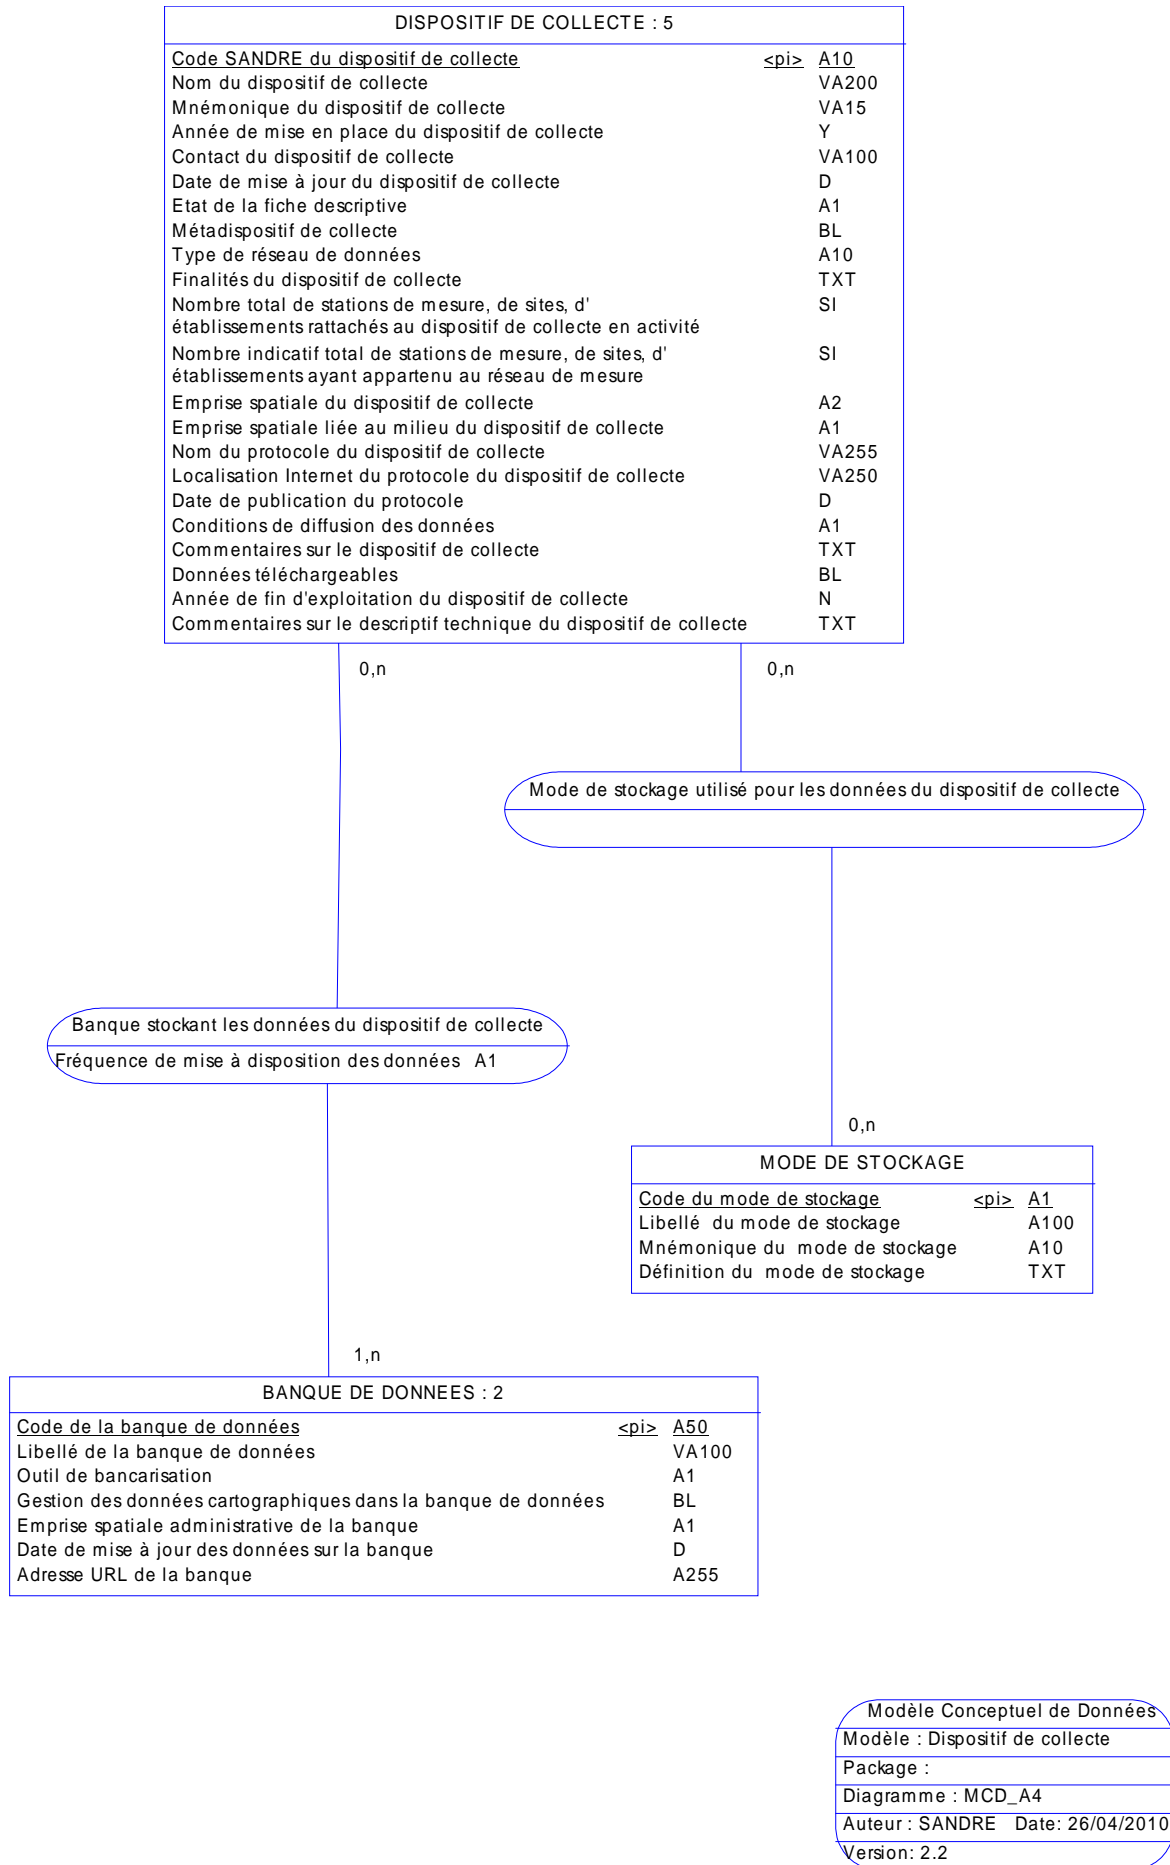 DISPOSITIF DE COLLECTE : 5
Code SANDRE du dispositif de collecte <pi> A10
Nom du dispositif de collecte VA200
Mnémonique du dispositif de collecte VA15
Année de mise en place du dispositif de collecte Y
Contact du dispositif de collecte VA100
Date de mise à jour du dispositif de collecte D
Etat de la fiche descriptive A1
Métadispositif de collecte BL
Type de réseau de données A10
Finalités du dispositif de collecte TXT
Nombre total de stations de mesure, de sites, d' SI
établissements rattachés au dispositif de collecte en activité
Nombre indicatif total de stations de mesure, de sites, d' SI
établissements ayant appartenu au réseau de mesure
Emprise spatiale du dispositif de collecte A2
Emprise spatiale liée au milieu du dispositif de collecte A1
Nom du protocole du dispositif de collecte VA255
Localisation Internet du protocole du dispositif de collecte VA250
Date de publication du protocole D
Conditions de diffusion des données A1
Commentaires sur le dispositif de collecte TXT
Données téléchargeables BL
Année de fin d'exploitation du dispositif de collecte N
Commentaires sur le descriptif technique du dispositif de collecte TXT
0,n 0,n
Mode de stockage utilisé pour les données du dispositif de collecte
Banque stockant les données du dispositif de collecte
Fréquence de mise à disposition des données A1
0,n
MODE DE STOCKAGE
Code du mode de stockage <pi> A1
Libellé du mode de stockage A100
Mnémonique du mode de stockage A10
Définition du mode de stockage TXT
1,n
BANQUE DE DONNEES : 2
Code de la banque de données <pi> A50
Libellé de la banque de données VA100
Outil de bancarisation A1
Gestion des données cartographiques dans la banque de données BL
Emprise spatiale administrative de la banque A1
Date de mise à jour des données sur la banque D
Adresse URL de la banque A255
Modèle Conceptuel de Données
Modèle : Dispositif de collecte
Package :
Diagramme : MCD_A4
Auteur : SANDRE Date: 26/04/2010
Version: 2.2